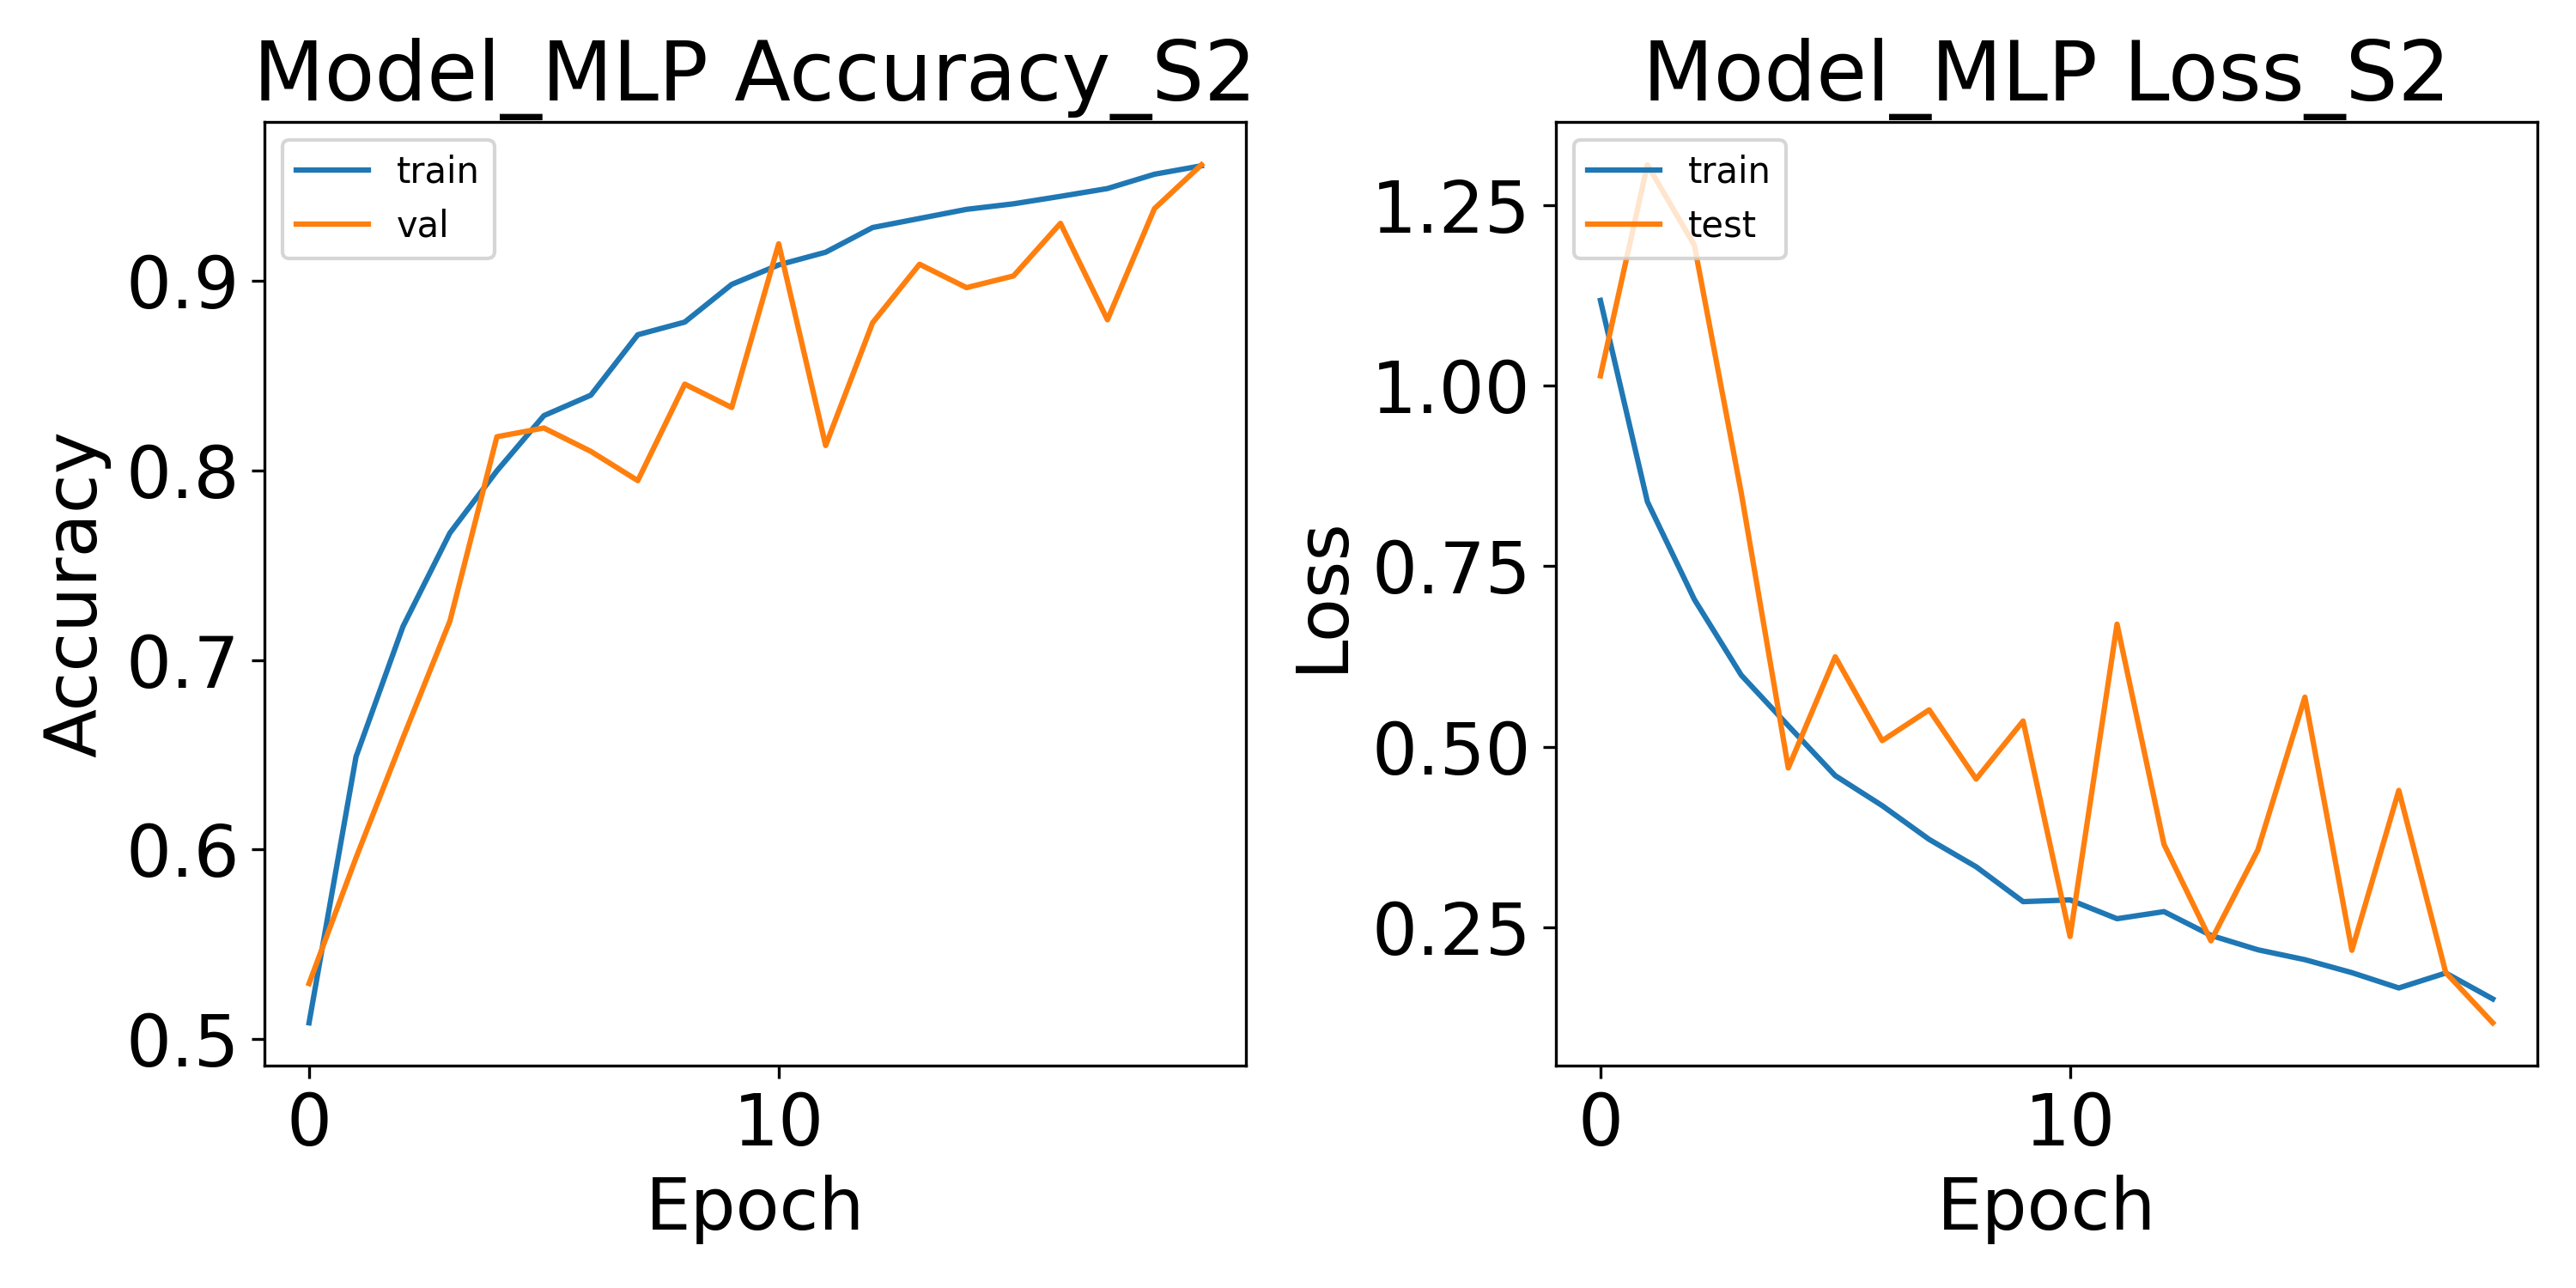 Model_MLP Accuracy_S2
train
val
0.9
0.8
0.7
0.6
0.5
Accuracy
0
10
Epoch
Model_MLP Loss_S2
train
test
1.25
1.00
0.75
0.50
0.25
Loss
0
10
Epoch